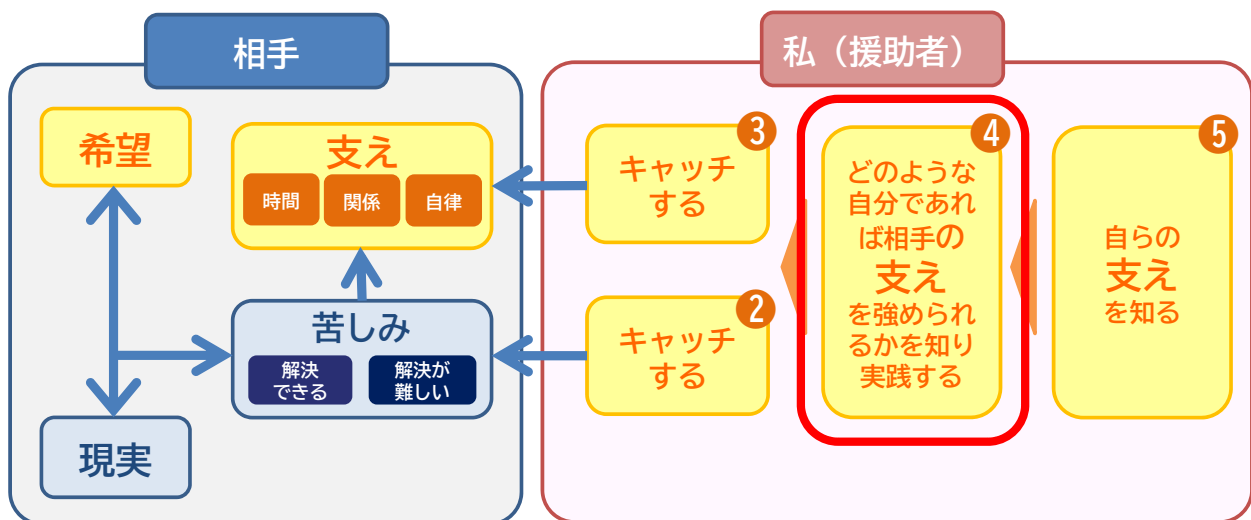 相手
希望
支え
時間
関係
自律
苦しみ
解決
できる
解決が
難しい
現実
私（援助者）
3
キャッチ
する
2
キャッチ
する
4
どのような
自分であれ
ば相手の
支え
を強められ
るかを知り
実践する
5
自らの
支え
を知る